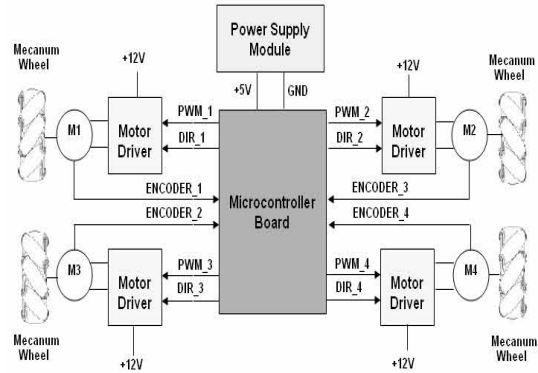 Power Supply
Module
Mecanum
Wheel
+12V
+5V
GND
+12V
Mecanum
Wheel
M1
Motor
Driver
PWM_1
DIR_1
PWM_2
DIR_2
Motor
Driver
M2
ENCODER_1
ENCODER_2
Microcontroller
Board
ENCODER_3
ENCODER_4
M3
Motor
Driver
PWM_3
DIR_3
PWM_4
DIR_4
Motor
Driver
M4
Mecanum
Wheel
+12V
+12V
Mecanum
Wheel